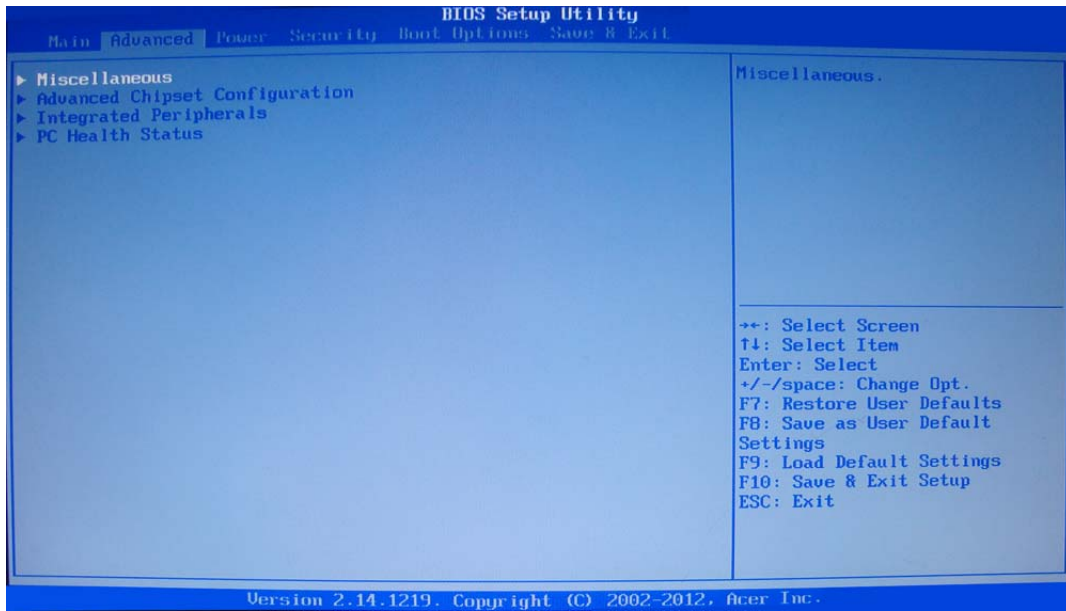 BIOS Setup Utility
Main Advanced Power Security Boot Options Save & Exit
▶ Miscellaneous
▶ Advanced Chipset Configuration
▶ Integrated Peripherals
▶ PC Health Status
Miscellaneous.
→←: Select Screen
↑↓: Select Item
Enter: Select
+/-/space: Change Opt.
F7: Restore User Defaults
F8: Save as User Default
Settings
F9: Load Default Settings
F10: Save & Exit Setup
ESC: Exit
Version 2.14.1219. Copyright (C) 2002-2012, Acer Inc.